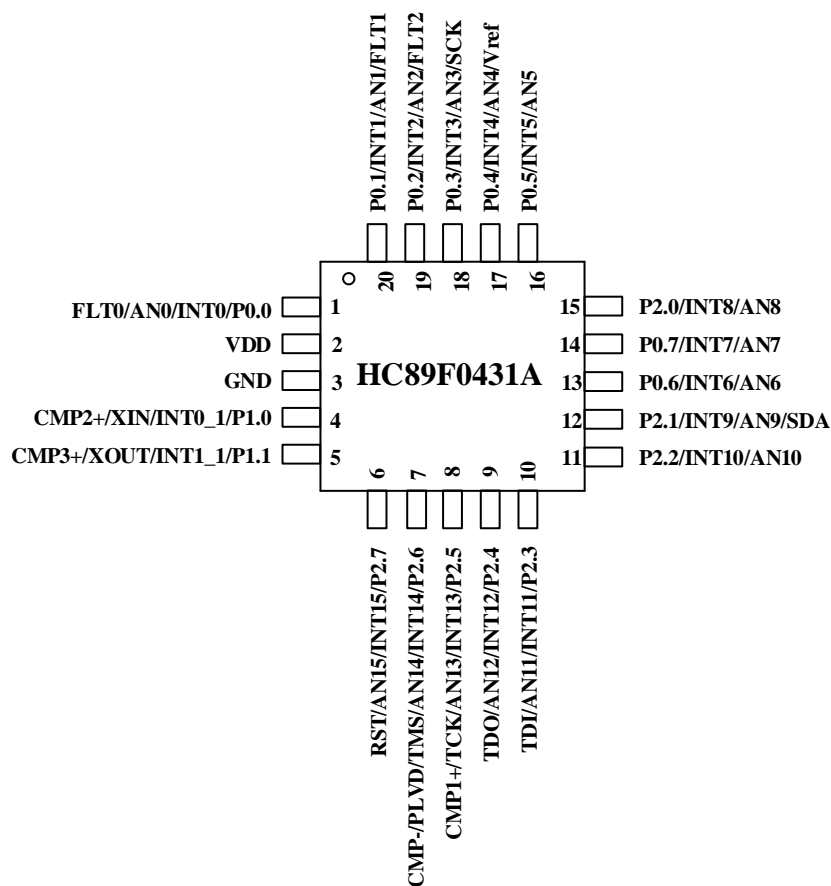 P0.1/INT1/AN1/FLT1
P0.2/INT2/AN2/FLT2
P0.3/INT3/AN3/SCK
P0.4/INT4/AN4/Vref
P0.5/INT5/AN5
20
19
18
17
16
FLT0/AN0/INT0/P0.0
1
15
P2.0/INT8/AN8
VDD
2
14
P0.7/INT7/AN7
GND
3
HC89F0431A
13
P0.6/INT6/AN6
CMP2+/XIN/INT0_1/P1.0
4
12
P2.1/INT9/AN9/SDA
CMP3+/XOUT/INT1_1/P1.1
5
11
P2.2/INT10/AN10
6
7
8
9
10
RST/AN15/INT15/P2.7
CMP-/PLVD/TMS/AN14/INT14/P2.6
CMP1+/TCK/AN13/INT13/P2.5
TDO/AN12/INT12/P2.4
TDI/AN11/INT11/P2.3